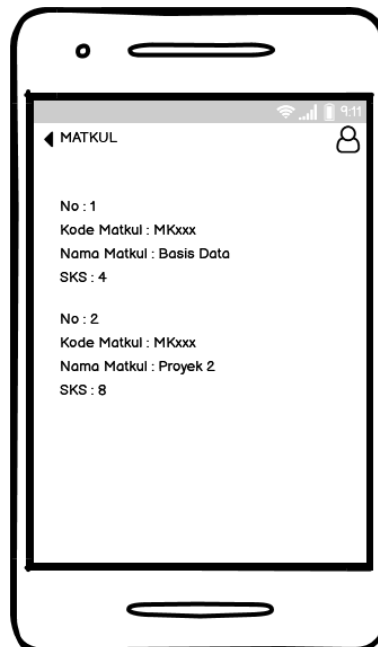 9:11
MATKUL
No : 1
Kode Matkul : MKxxx
Nama Matkul : Basis Data
SKS : 4
No : 2
Kode Matkul : MKxxx
Nama Matkul : Proyek 2
SKS : 8